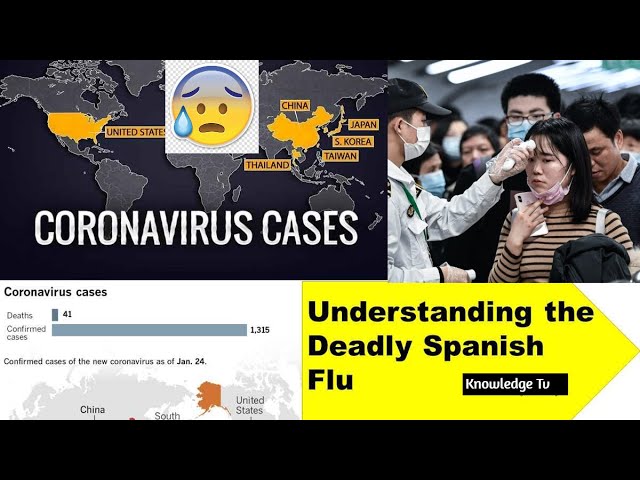 CHINA
UNITED STATES
JAPAN
S. KOREA
TAIWAN
THAILAND
CORONAVIRUS CASES
Coronavirus cases
Deaths 41
Confirmed cases 1,315
Confirmed cases of the new coronavirus as of Jan. 24.
China
South
United
States
Understanding the
Deadly Spanish
Flu
Knowledge Tv